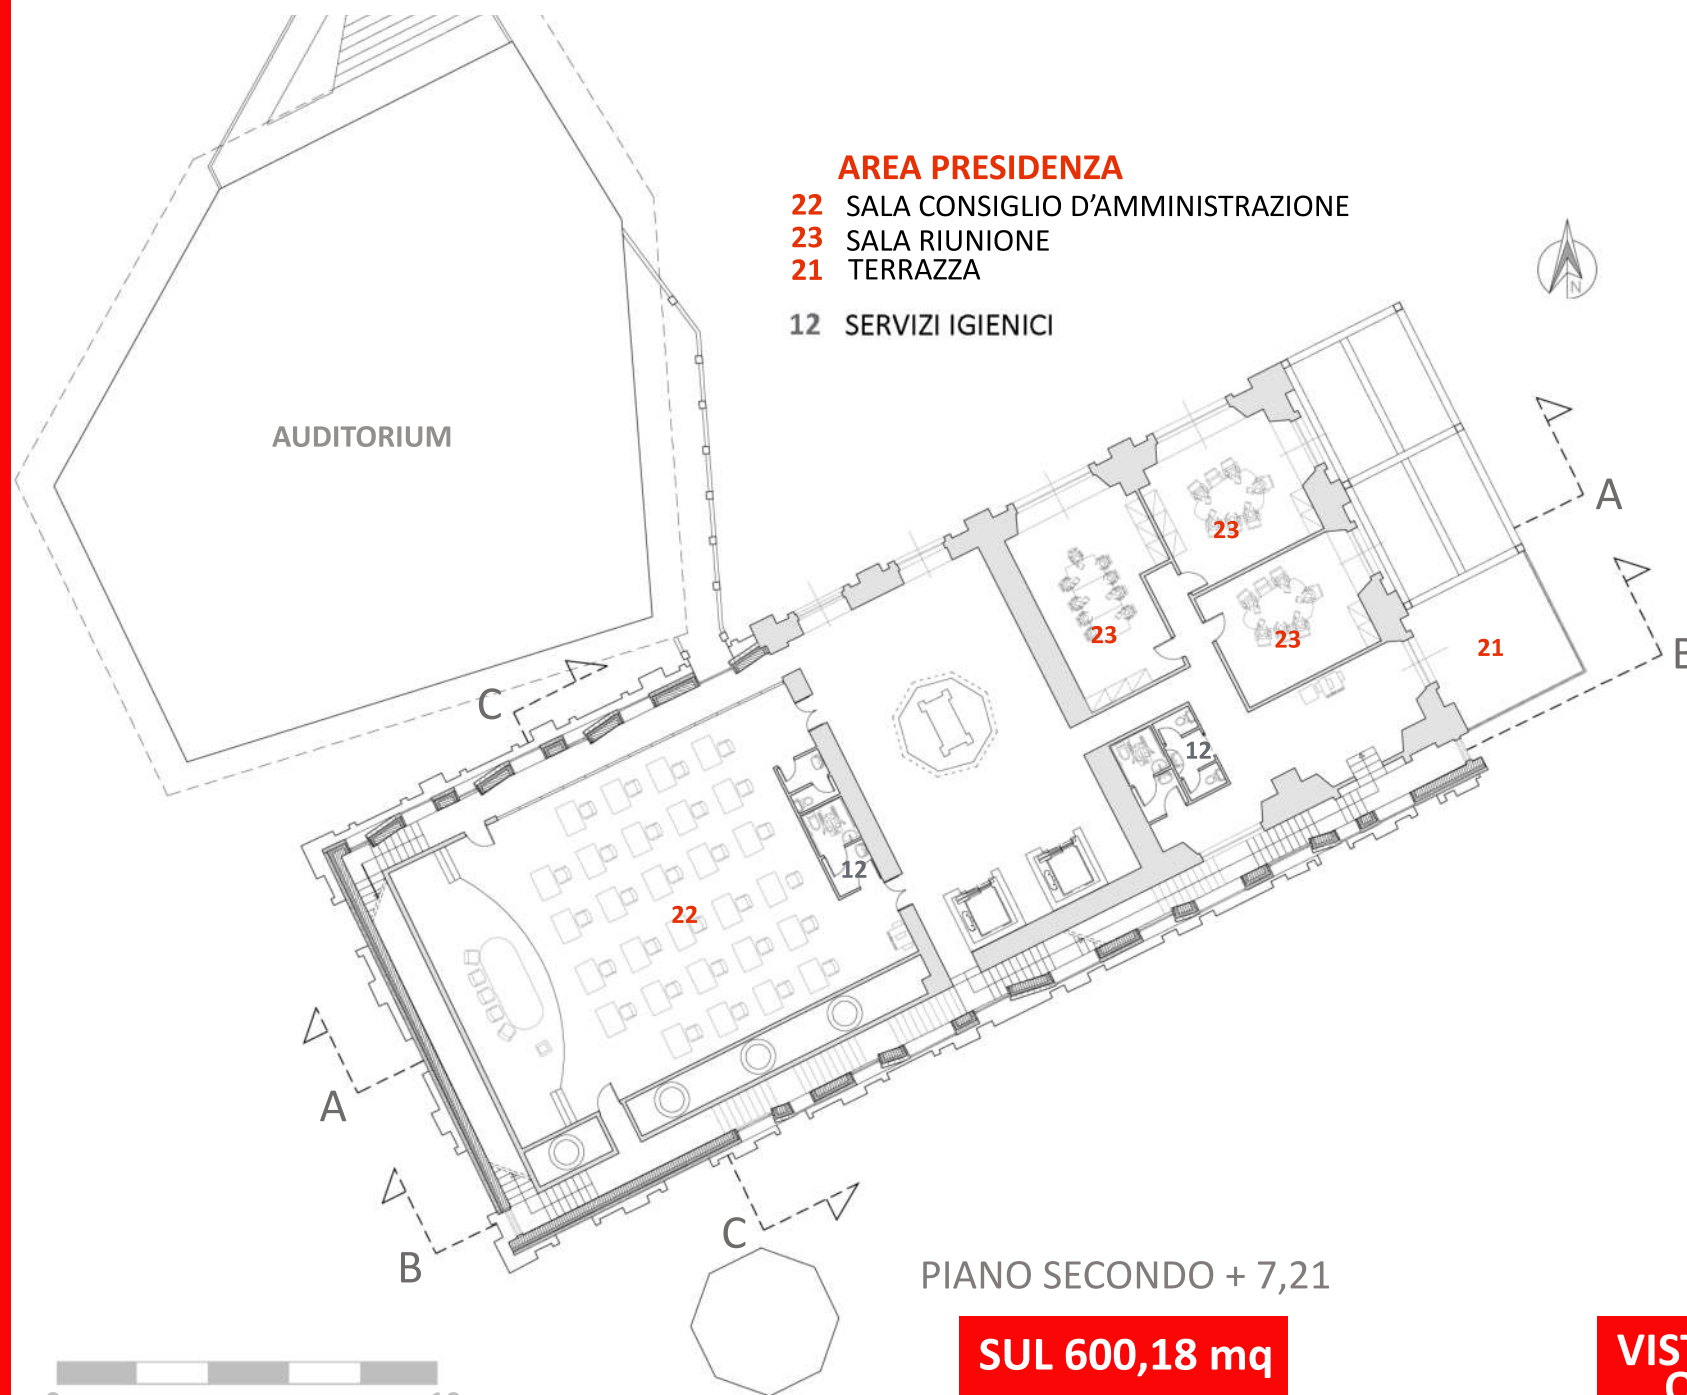 AREA PRESIDENZA
22 SALA CONSIGLIO D'AMMINISTRAZIONE
23 SALA RIUNIONE
21 TERRAZZA
12 SERVIZI IGIENICI
N
AUDITORIUM
A
23
23
23
21
B
C
12
12
22
A
B
C
PIANO SECONDO + 7,21
SUL 600,18 mq